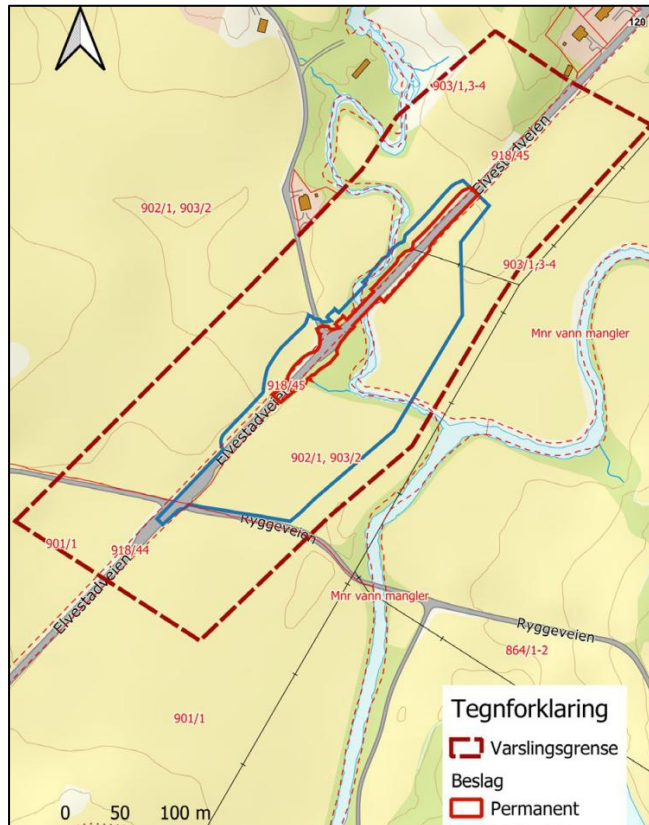 120
903/1,3-4
918/45
Elvestadveien
902/1, 903/2
903/1,3-4
Mnr vann mangler
918/45
Elvestadveien
902/1, 903/2
Ryggeveien
901/1
918/44
Elvestadveien
Mnr vann mangler
Ryggeveien
864/1-2
901/1
Tegnforklaring
Varslingsgrense
Beslag
Permanent
0 50 100 m